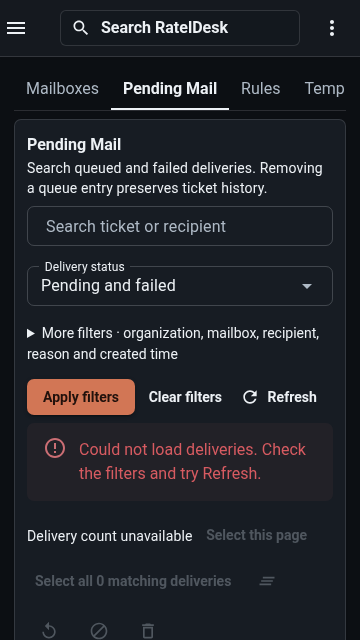 Search RatelDesk
Mailboxes Pending Mail Rules Temp
Pending Mail
Search queued and failed deliveries. Removing
a queue entry preserves ticket history.
Search ticket or recipient
Delivery status
Pending and failed
More filters · organization, mailbox, recipient,
reason and created time
Apply filters Clear filters Refresh
Could not load deliveries. Check
the filters and try Refresh.
Delivery count unavailable Select this page
Select all 0 matching deliveries